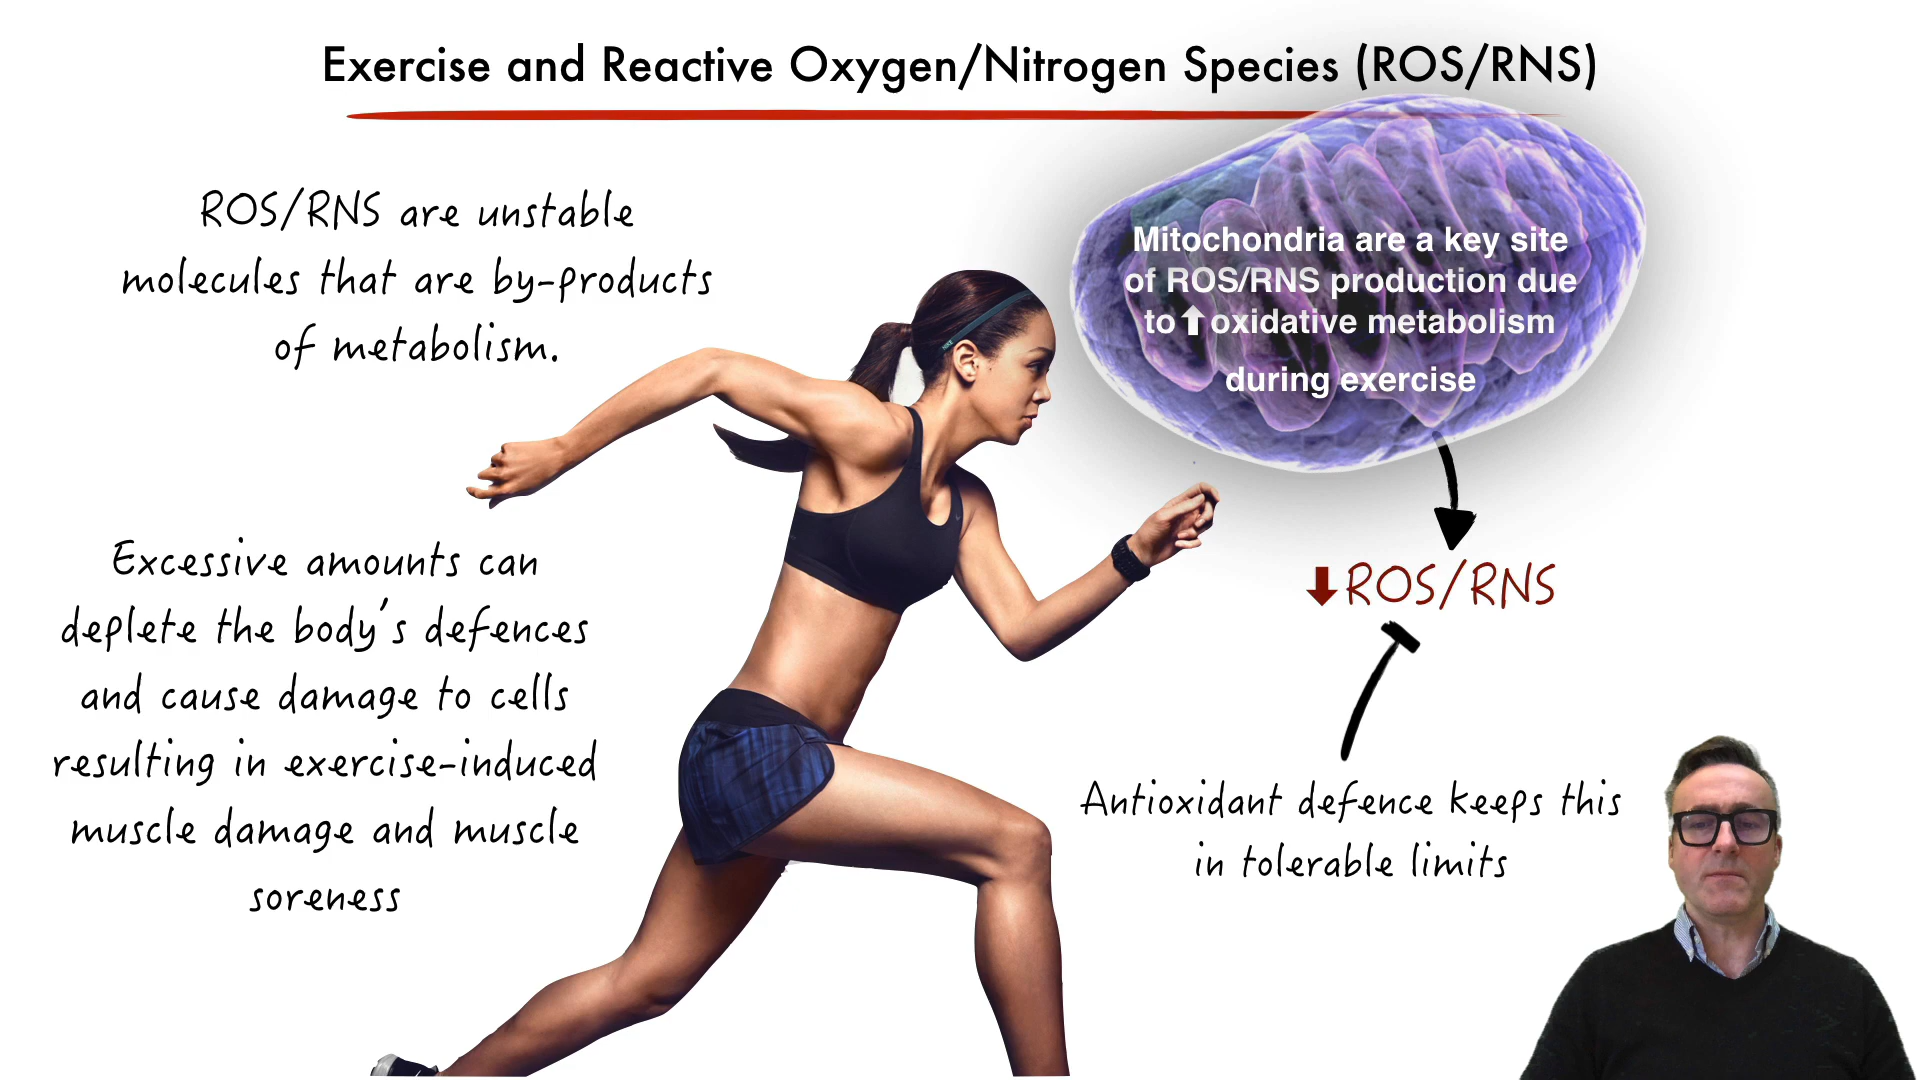 Exercise and Reactive Oxygen/Nitrogen Species (ROS/RNS)
ROS/RNS are unstable
molecules that are by-products
of metabolism.
Mitochondria are a key site
of ROS/RNS production due
to ⬆ oxidative metabolism
during exercise
NIKE
Excessive amounts can
deplete the body's defences
and cause damage to cells
resulting in exercise-induced
muscle damage and muscle
soreness
⬇ROS/RNS
Antioxidant defence keeps this
in tolerable limits